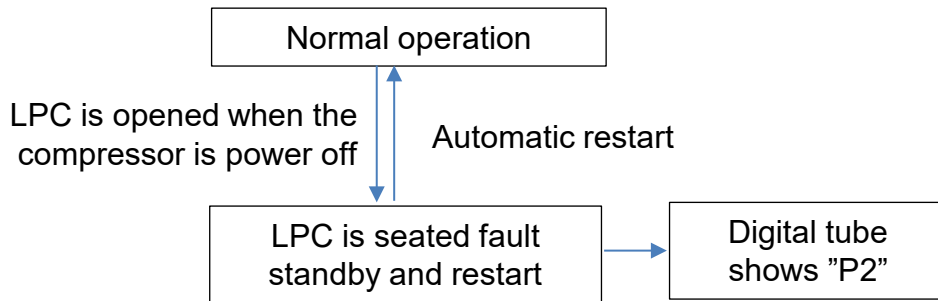 Normal operation
LPC is opened when the
compressor is power off
Automatic restart
LPC is seated fault
standby and restart
Digital tube
shows ”P2”